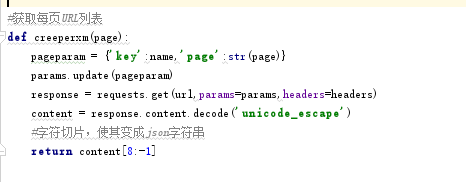 #获取每页URL列表
def creeperxm(page):
pageparam = {'key':name,'page':str(page)}
params.update(pageparam)
response = requests.get(url,params=params,headers=headers)
content = response.content.decode('unicode_escape')
#字符切片，使其变成json字符串
return content[8:-1]